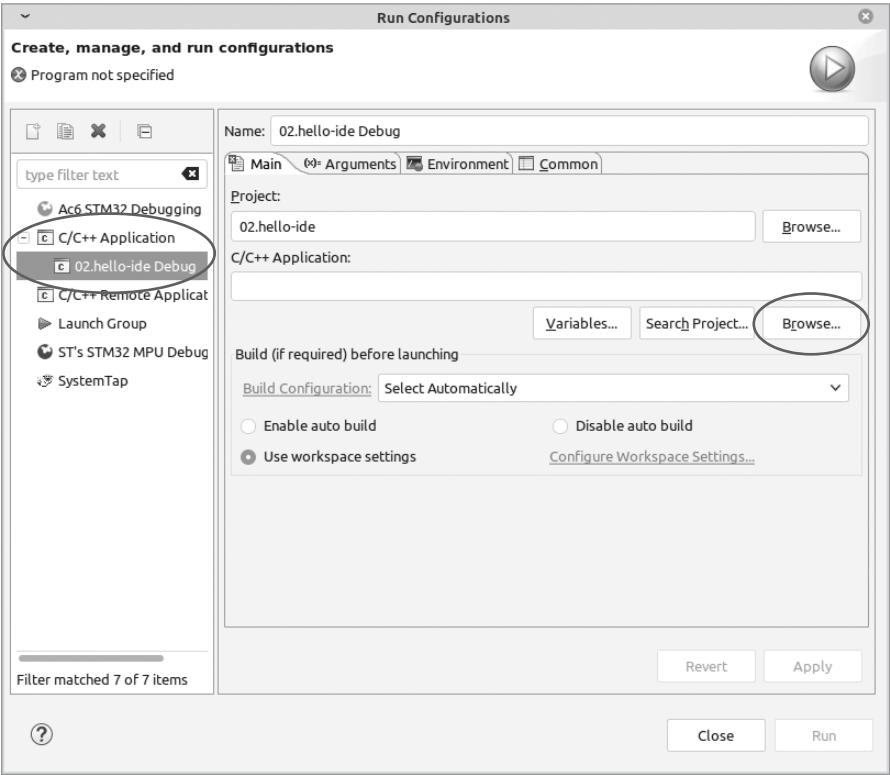 Run Configurations
Create, manage, and run configurations
Program not specified
Name: 02.hello-ide Debug
Main (x)= Arguments Environment Common
type filter text
Project:
Ac6 STM32 Debugging
02.hello-ide Browse...
C/C++ Application
C/C++ Application:
02.hello-ide Debug
C/C++ Remote Applicat
Variables... Search Project... Browse...
Launch Group
ST's STM32 MPU Debug
Build (if required) before launching
SystemTap
Build Configuration: Select Automatically
Enable auto build Disable auto build
Use workspace settings Configure Workspace Settings...
Filter matched 7 of 7 items
Revert Apply
? Close Run